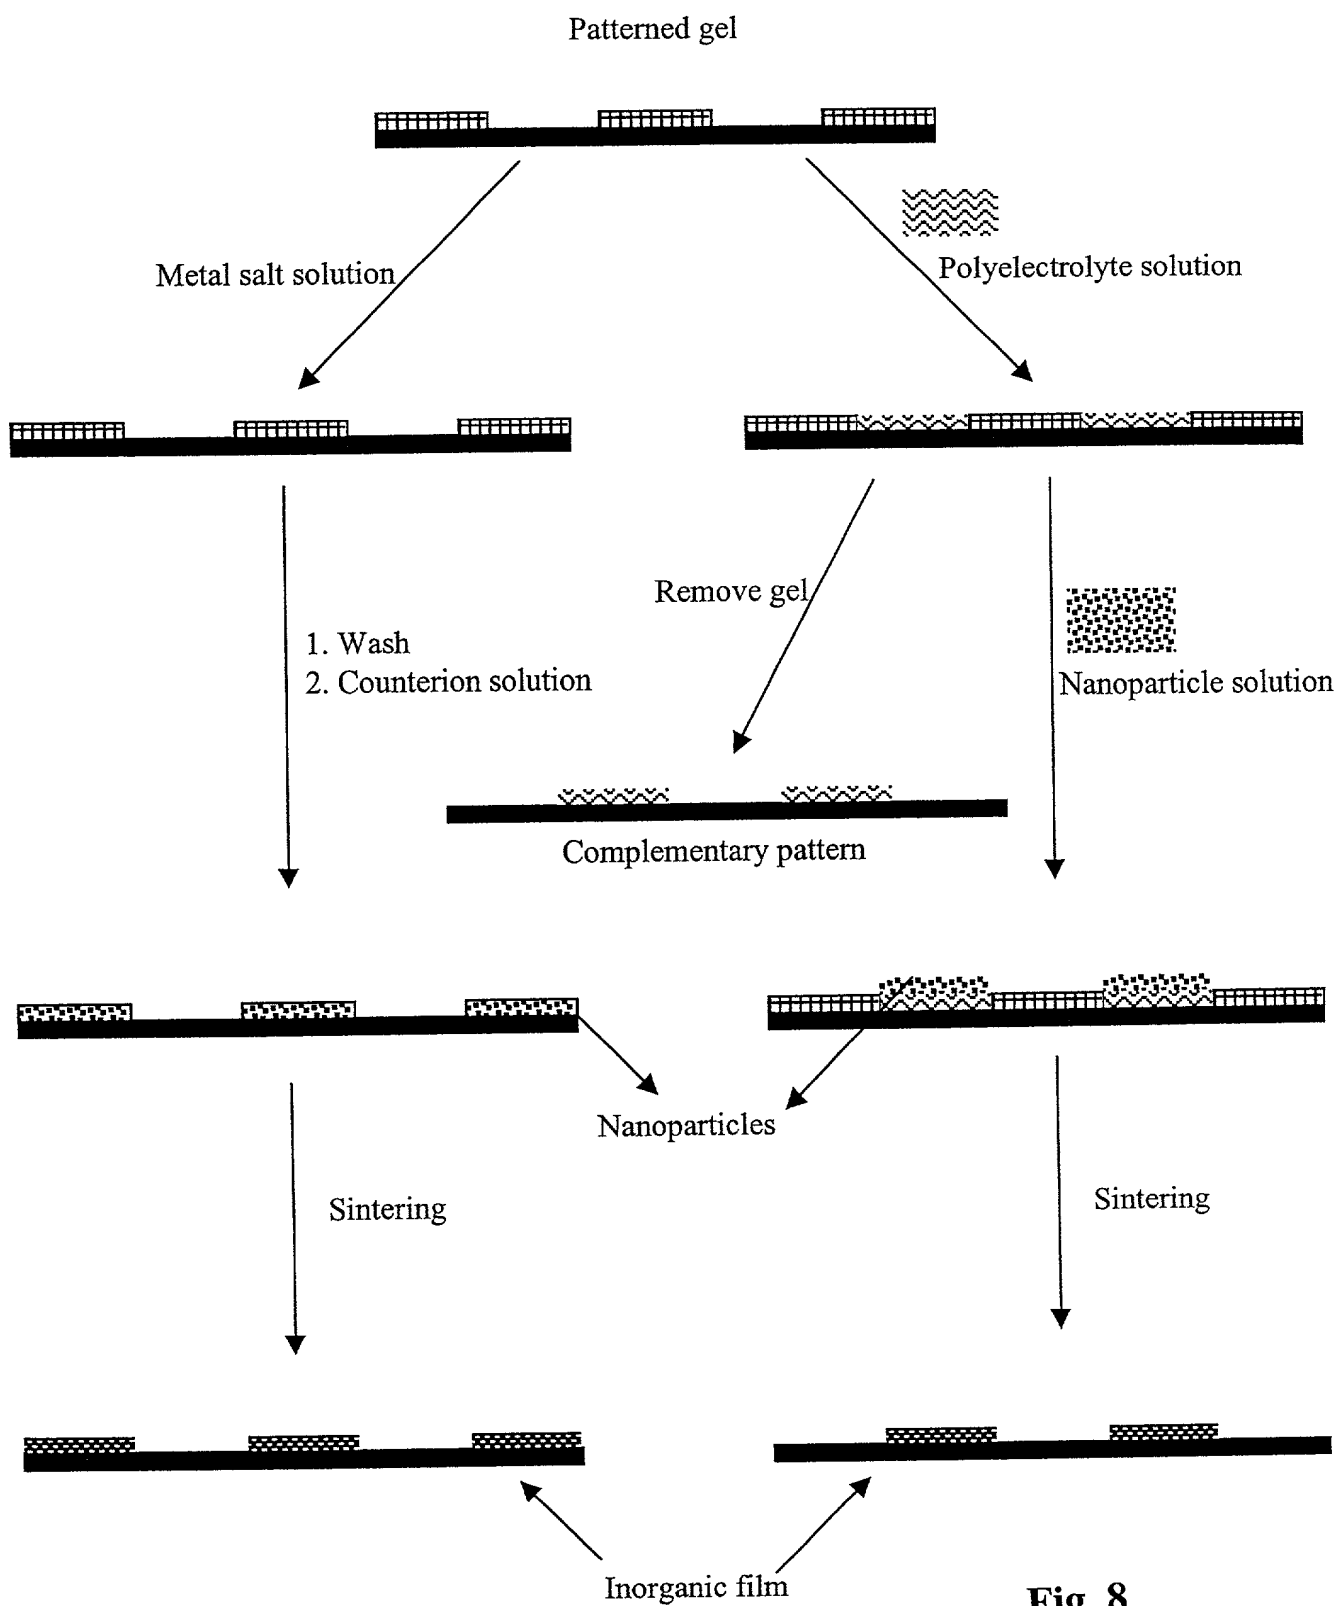 Patterned gel
Metal salt solution
Polyelectrolyte solution
Remove gel
1. Wash
2. Counterion solution
Nanoparticle solution
Complementary pattern
Nanoparticles
Sintering
Sintering
Inorganic film
Fig. 8